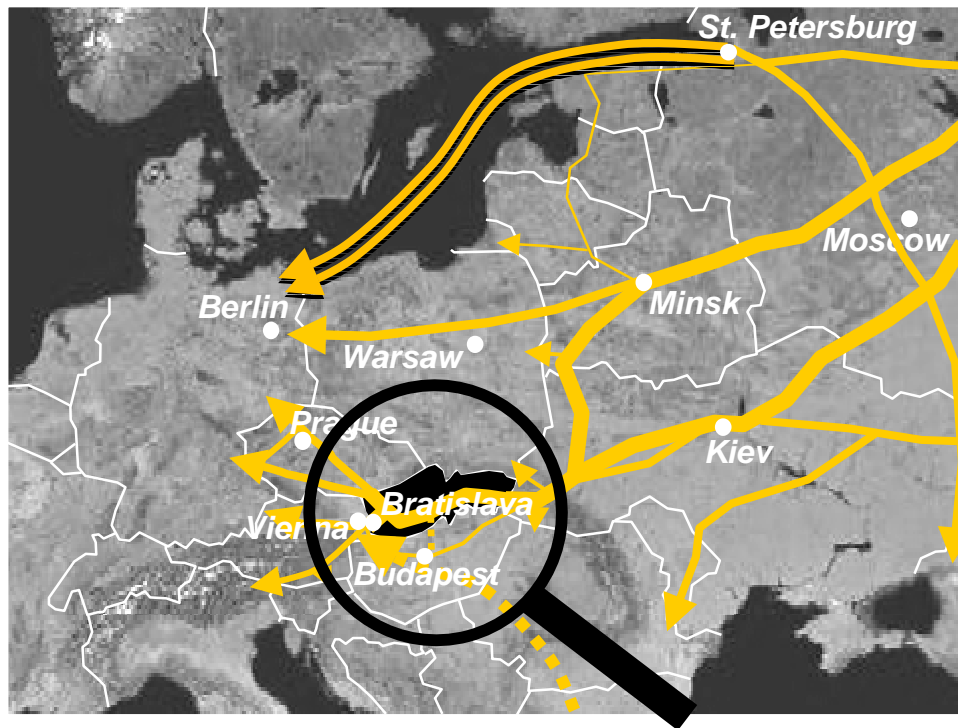 St. Petersburg
Moscow
Minsk
Berlin
Warsaw
Prague
Kiev
Bratislava
Vienna
Budapest